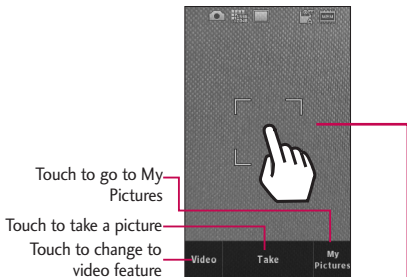 Touch to go to My
Pictures
Touch to take a picture
Touch to change to
video feature
Video
Take
My
Pictures